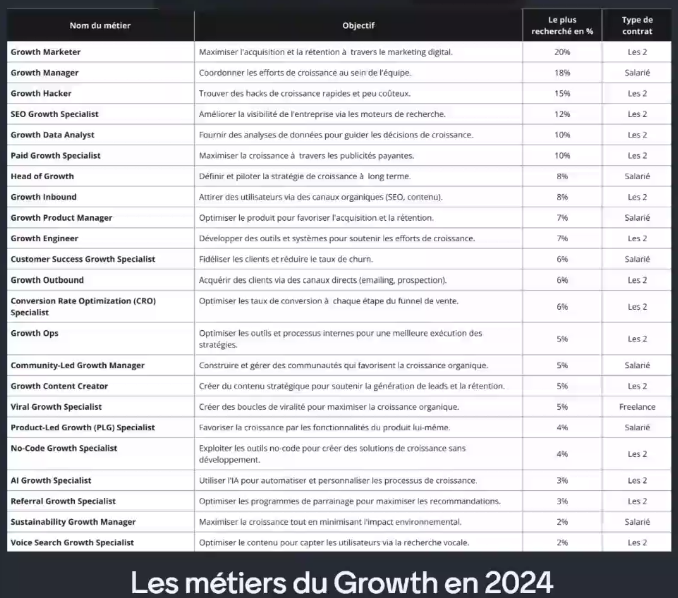 Nom du métier Objectif Le plus recherché en % Type de contrat
Growth Marketer Maximiser l'acquisition et la rétention à travers le marketing digital. 20% Les 2
Growth Manager Coordonner les efforts de croissance au sein de l'équipe. 18% Salarié
Growth Hacker Trouver des hacks de croissance rapides et peu coûteux. 15% Les 2
SEO Growth Specialist Améliorer la visibilité de l'entreprise via les moteurs de recherche. 12% Les 2
Growth Data Analyst Fournir des analyses de données pour guider les décisions de croissance. 10% Les 2
Paid Growth Specialist Maximiser la croissance à travers les publicités payantes. 10% Les 2
Head of Growth Définir et piloter la stratégie de croissance à long terme. 8% Salarié
Growth Inbound Attirer des utilisateurs via des canaux organiques (SEO, contenu). 8% Les 2
Growth Product Manager Optimiser le produit pour favoriser l'acquisition et la rétention. 7% Salarié
Growth Engineer Développer des outils et systèmes pour soutenir les efforts de croissance. 7% Les 2
Customer Success Growth Specialist Fidéliser les clients et réduire le taux de churn. 6% Salarié
Growth Outbound Acquérir des clients via des canaux directs (emailing, prospection). 6% Les 2
Conversion Rate Optimization (CRO) Specialist Optimiser les taux de conversion à chaque étape du funnel de vente. 6% Les 2
Growth Ops Optimiser les outils et processus internes pour une meilleure exécution des stratégies. 5% Les 2
Community-Led Growth Manager Construire et gérer des communautés qui favorisent la croissance organique. 5% Salarié
Growth Content Creator Créer du contenu stratégique pour soutenir la génération de leads et la rétention. 5% Les 2
Viral Growth Specialist Créer des boucles de viralité pour maximiser la croissance organique. 5% Freelance
Product-Led Growth (PLG) Specialist Favoriser la croissance par les fonctionnalités du produit lui-même. 4% Salarié
No-Code Growth Specialist Exploiter les outils no-code pour créer des solutions de croissance sans développement. 4% Les 2
AI Growth Specialist Utiliser l'IA pour automatiser et personnaliser les processus de croissance. 3% Les 2
Referral Growth Specialist Optimiser les programmes de parrainage pour maximiser les recommandations. 3% Les 2
Sustainability Growth Manager Maximiser la croissance tout en minimisant l'impact environnemental. 2% Salarié
Voice Search Growth Specialist Optimiser le contenu pour capter les utilisateurs via la recherche vocale. 2% Les 2
Les métiers du Growth en 2024